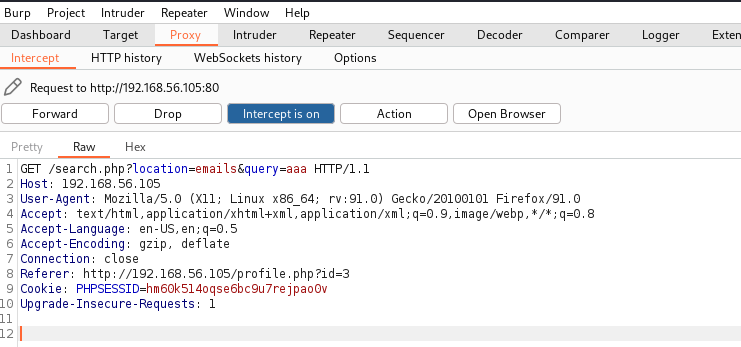 Burp Project Intruder Repeater Window Help
Dashboard Target Proxy Intruder Repeater Sequencer Decoder Comparer Logger Exten
Intercept HTTP history WebSockets history Options
Request to http://192.168.56.105:80
Forward Drop Intercept is on Action Open Browser
Pretty Raw Hex
1 GET /search.php?location=emails&query=aaa HTTP/1.1
2 Host: 192.168.56.105
3 User-Agent: Mozilla/5.0 (X11; Linux x86_64; rv:91.0) Gecko/20100101 Firefox/91.0
4 Accept: text/html,application/xhtml+xml,application/xml;q=0.9,image/webp,*/*;q=0.8
5 Accept-Language: en-US,en;q=0.5
6 Accept-Encoding: gzip, deflate
7 Connection: close
8 Referer: http://192.168.56.105/profile.php?id=3
9 Cookie: PHPSESSID=hm60k514oqse6bc9u7rejpao0v
10 Upgrade-Insecure-Requests: 1
11
12